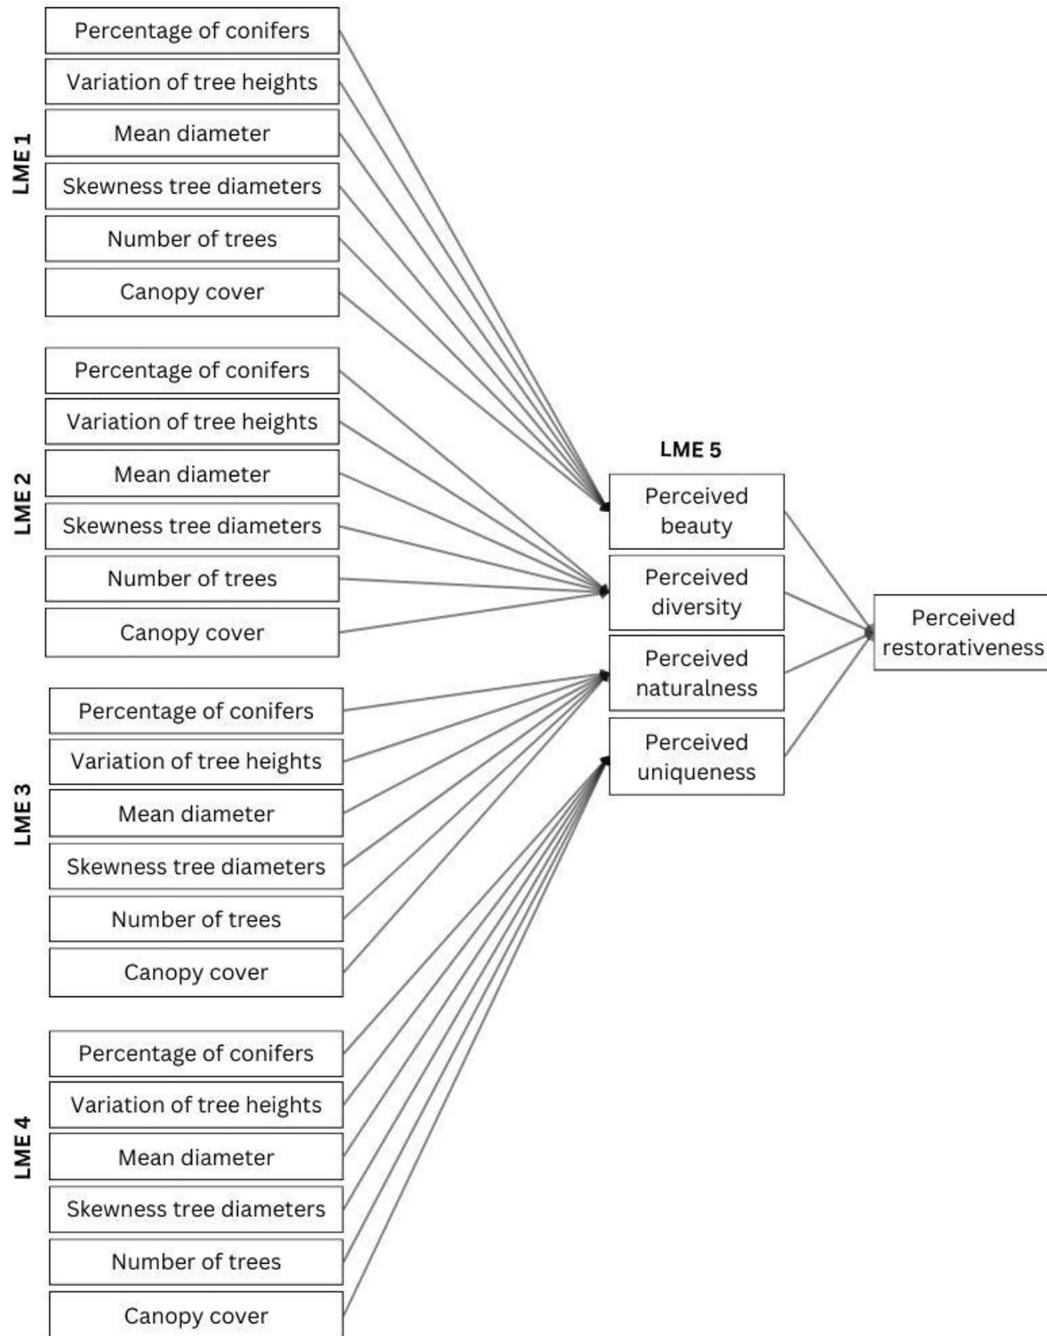 LME 1
Percentage of conifers
Variation of tree heights
Mean diameter
Skewness tree diameters
Number of trees
Canopy cover
LME 2
Percentage of conifers
Variation of tree heights
Mean diameter
Skewness tree diameters
Number of trees
Canopy cover
LME 3
Percentage of conifers
Variation of tree heights
Mean diameter
Skewness tree diameters
Number of trees
Canopy cover
LME 4
Percentage of conifers
Variation of tree heights
Mean diameter
Skewness tree diameters
Number of trees
Canopy cover
LME 5
Perceived
beauty
Perceived
diversity
Perceived
naturalness
Perceived
uniqueness
Perceived
restorativeness